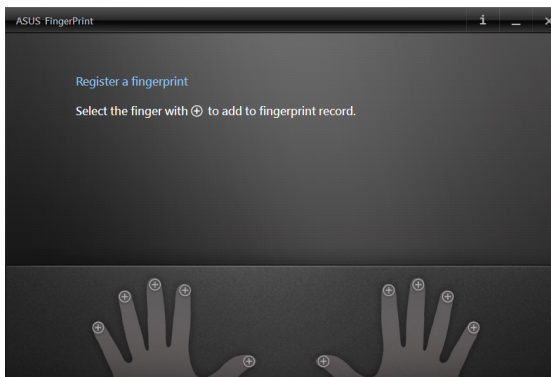 ASUS FingerPrint
Register a fingerprint
Select the finger with ⊕ to add to fingerprint record.